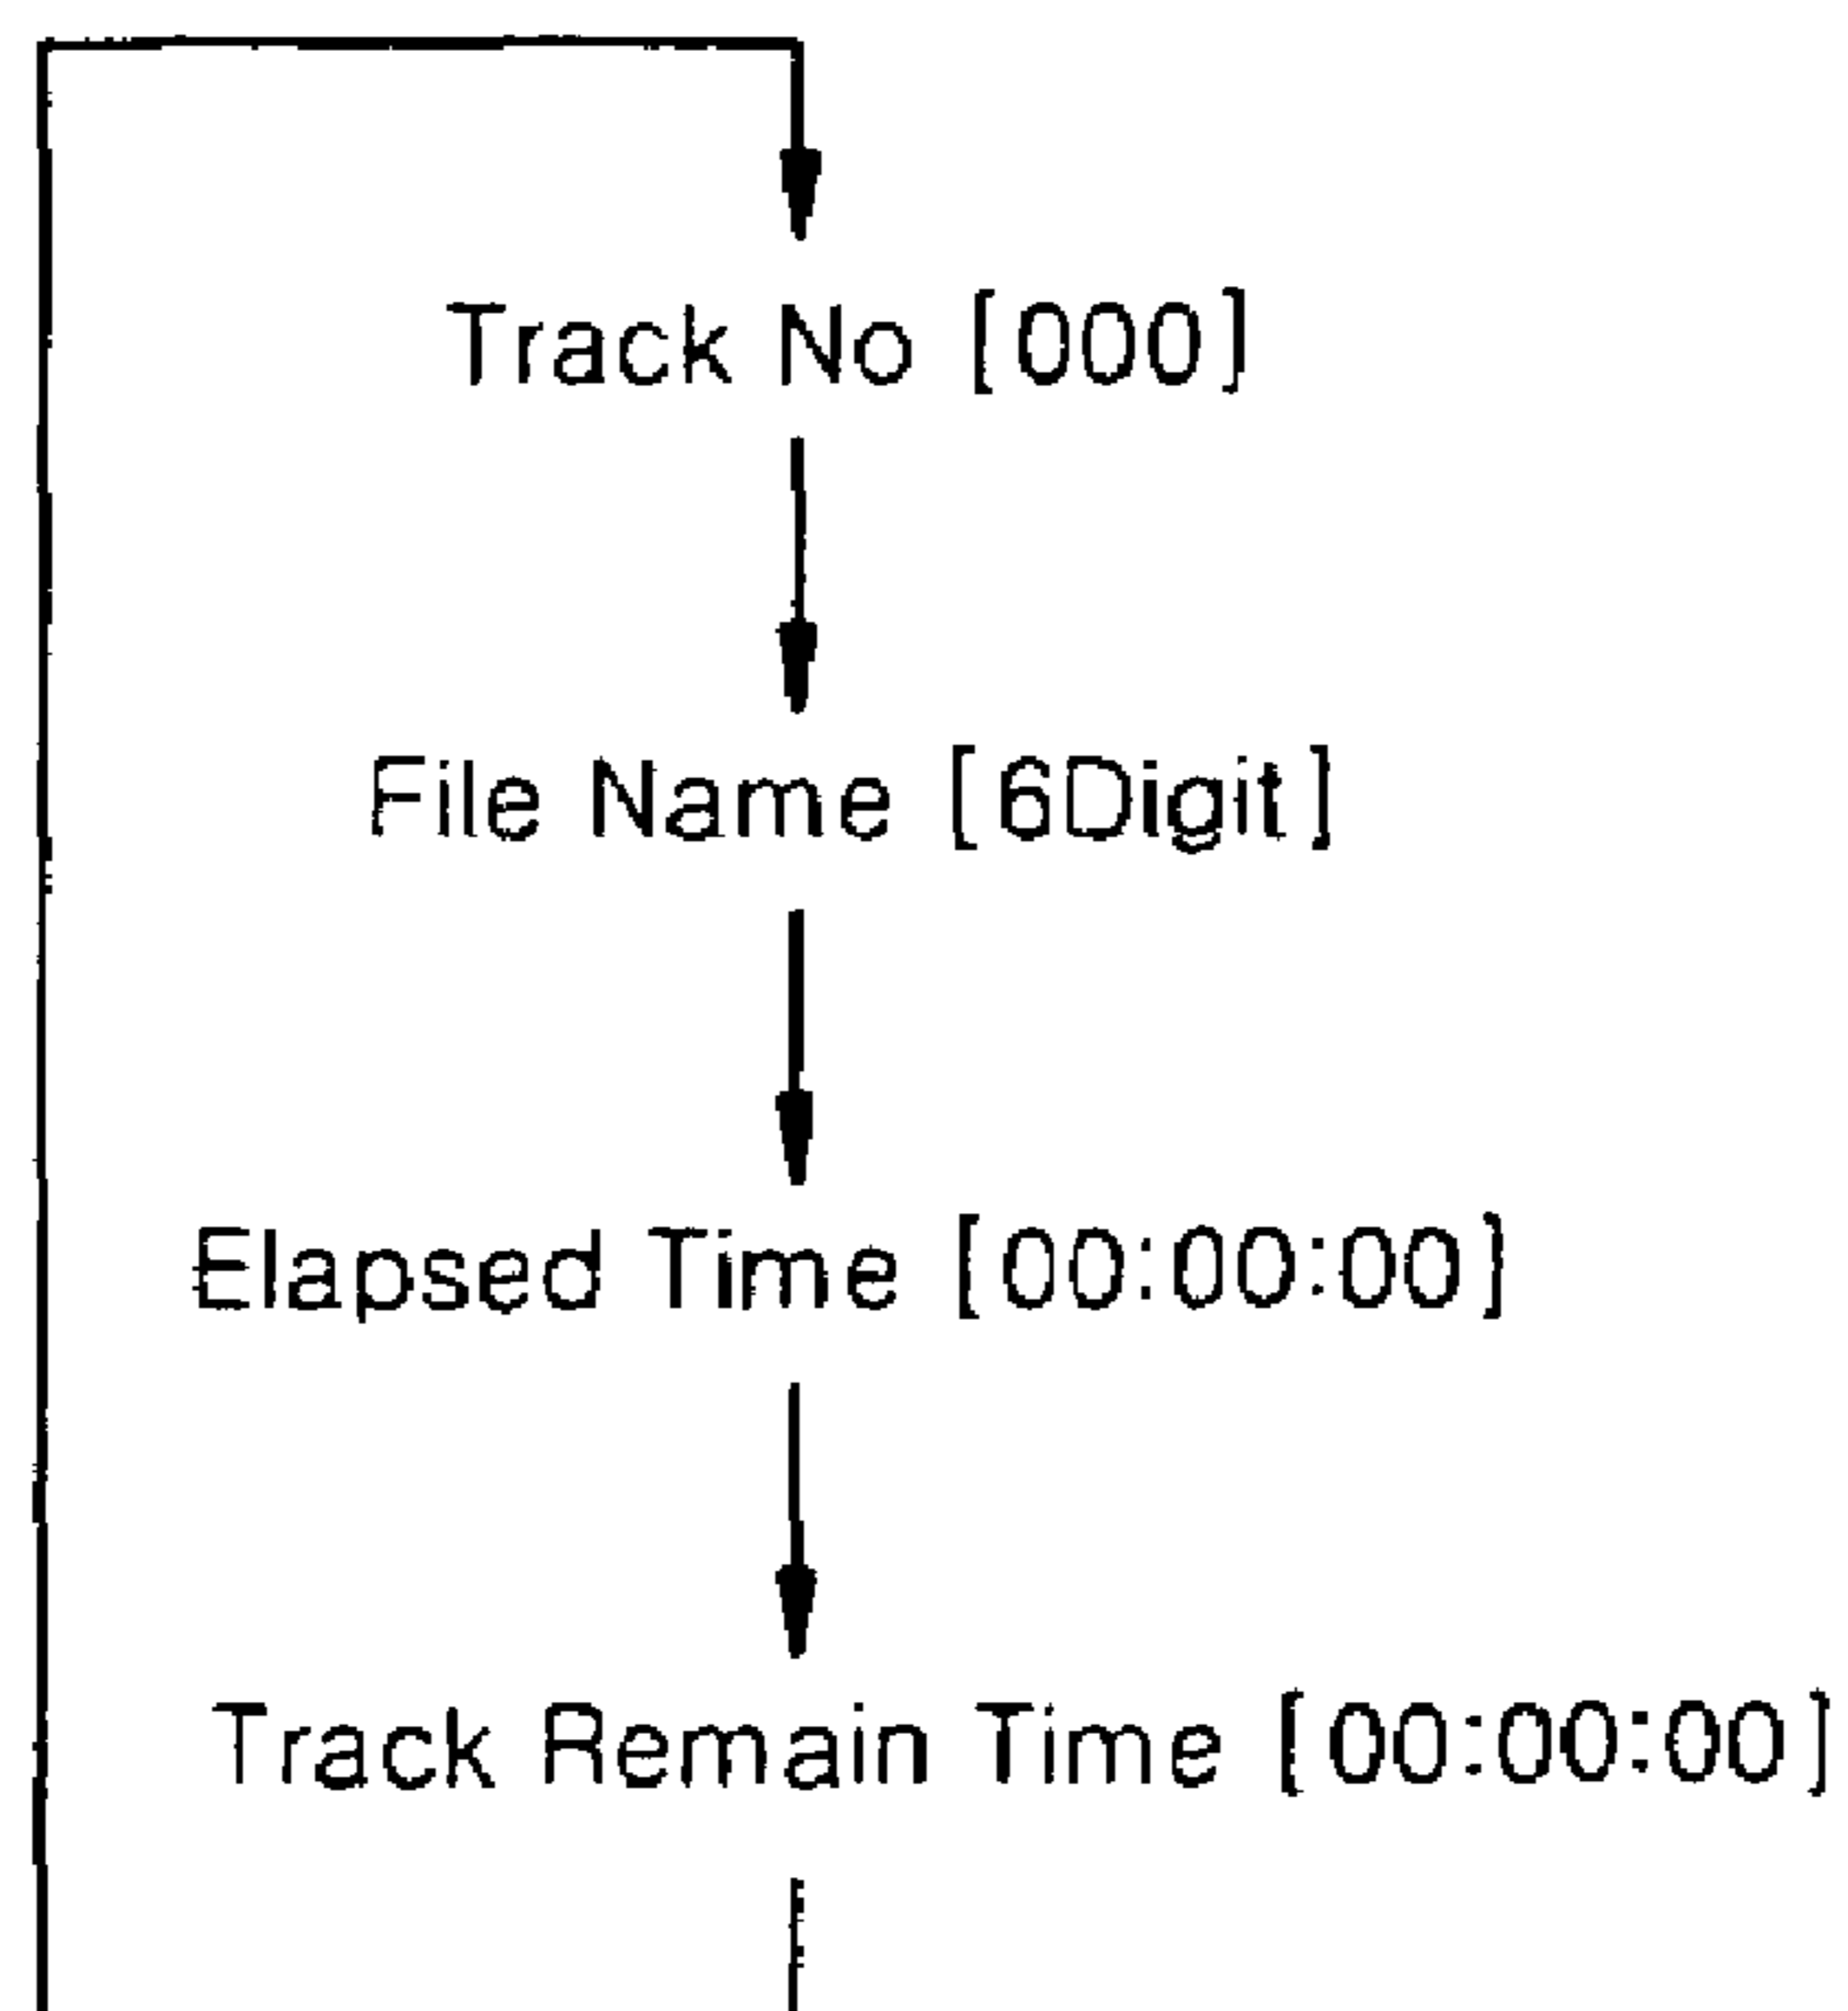 Track No [000]
File Name [6Digit]
Elapsed Time [00:00:00]
Track Remain Time [00:00:00]